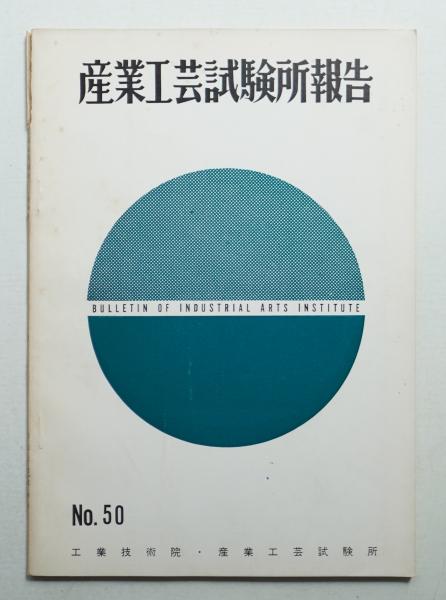 産業工芸試験所報告
BULLETIN OF INDUSTRIAL ARTS INSTITUTE
No. 50
工業技術院・産業工芸試験所